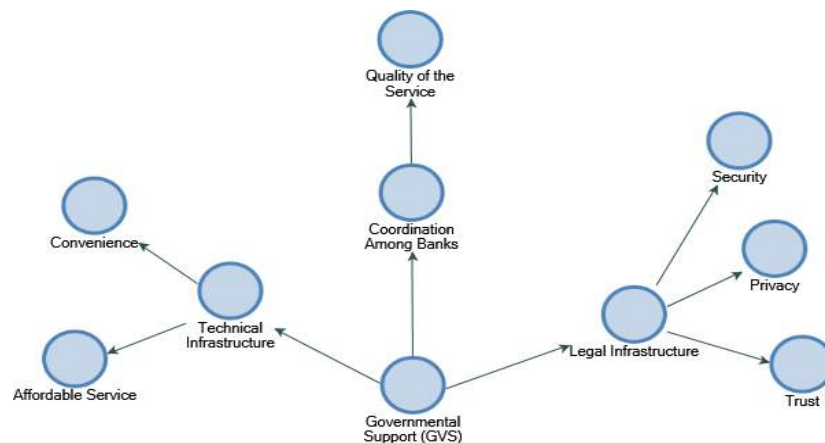 Quality of the
Service
Security
Coordination
Among Banks
Convenience
Privacy
Technical
Infrastructure
Legal Infrastructure
Affordable Service
Trust
Governmental
Support (GVS)